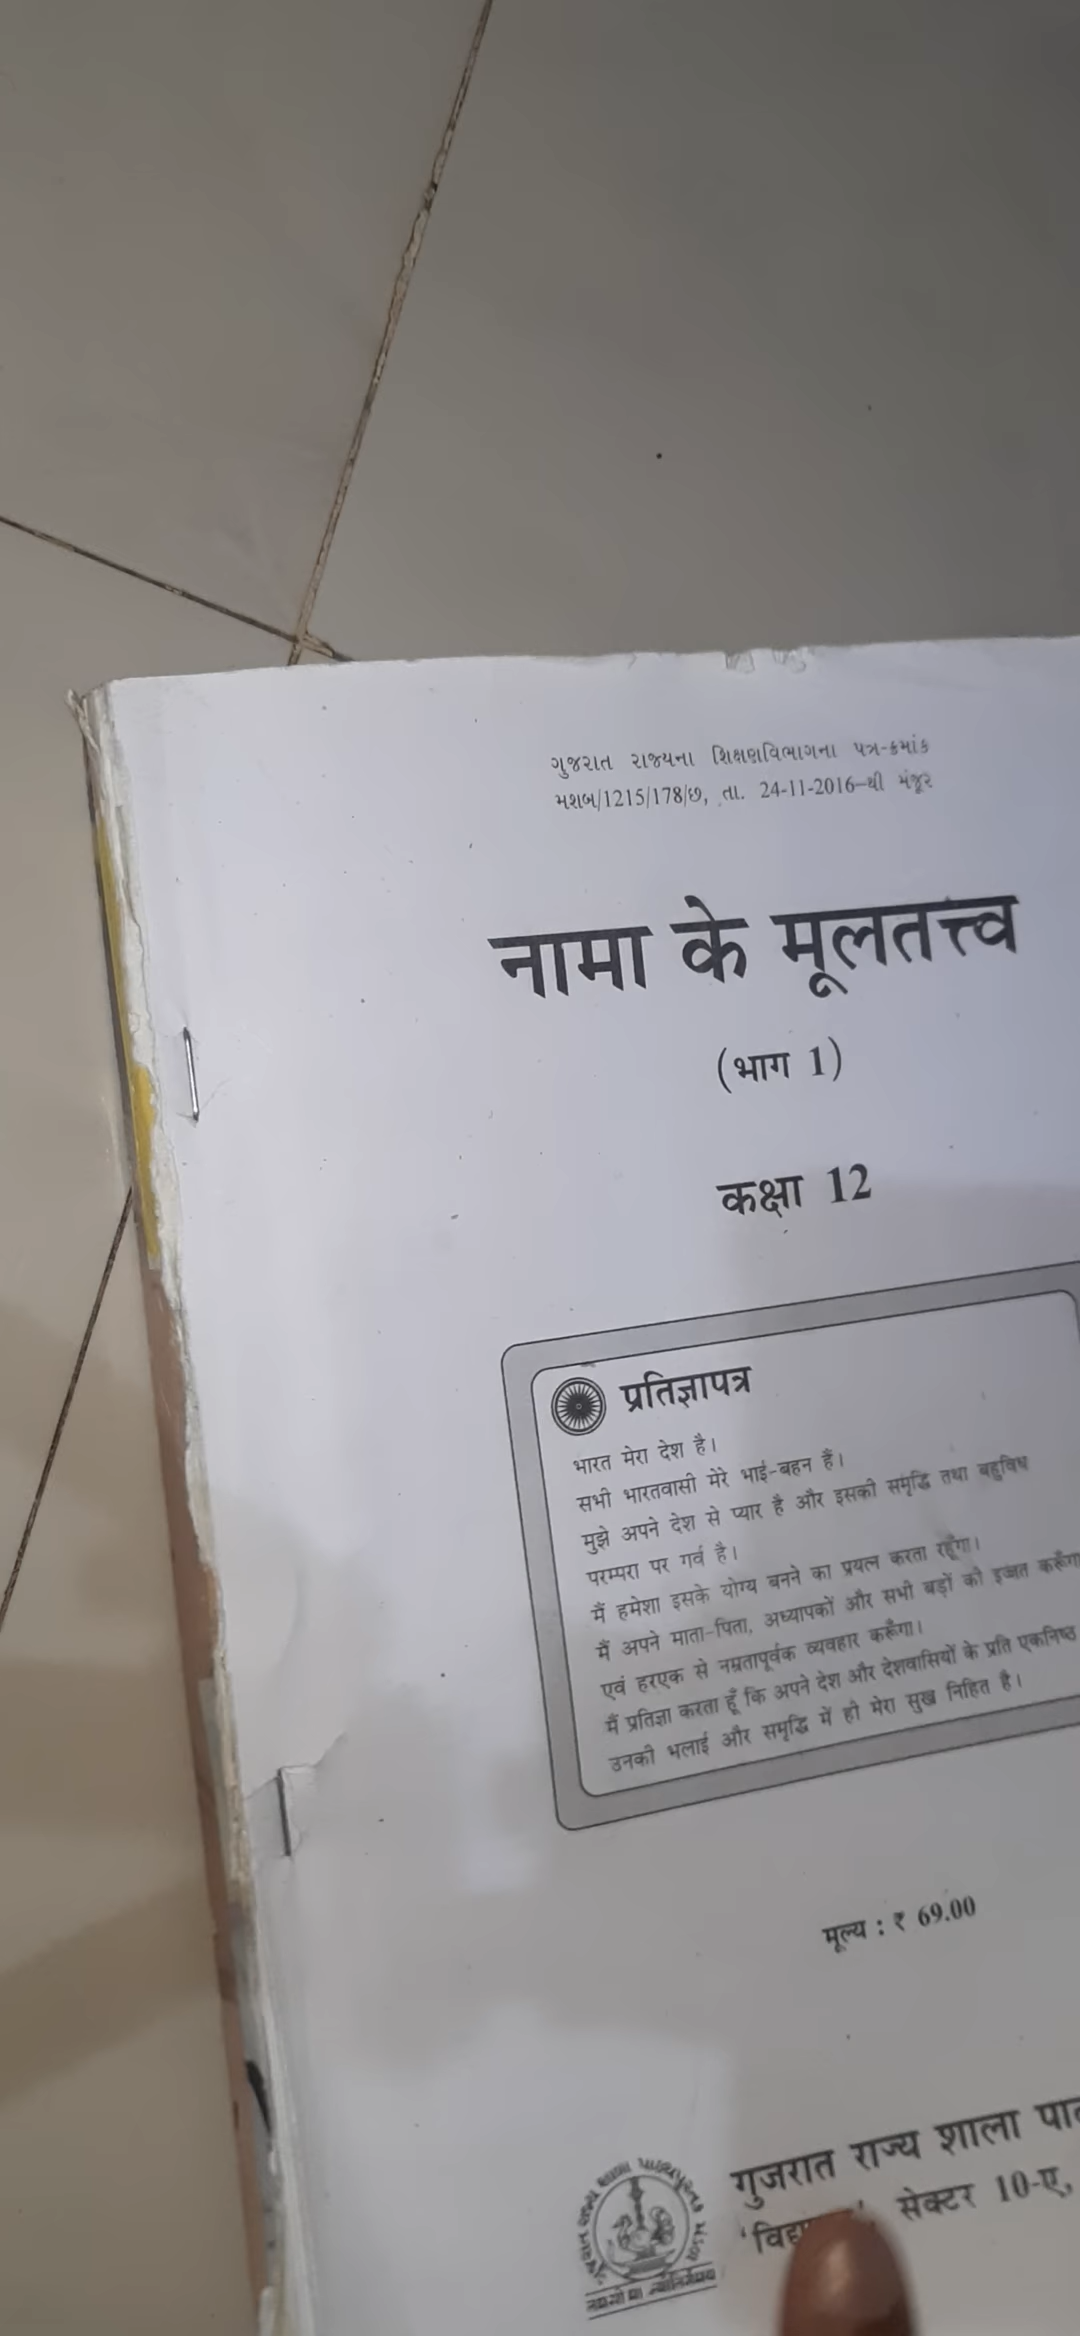 ગુજરાત રાજ્યના શિક્ષણવિભાગના પત્ર-ક્રમાંક
મશબ/1215/178/છ, તા. 24-11-2016–થી મંજૂર
नामा के मूलतत्त्व
(भाग 1)
कक्षा 12
प्रतिज्ञापत्र
भारत मेरा देश है।
सभी भारतवासी मेरे भाई-बहन हैं।
मुझे अपने देश से प्यार है और इसकी समृद्धि तथा बहुविध
परम्परा पर गर्व है।
मैं हमेशा इसके योग्य बनने का प्रयत्न करता रहूँगा।
मैं अपने माता-पिता, अध्यापकों और सभी बड़ों की इज्जत करूँगा
एवं हरएक से नम्रतापूर्वक व्यवहार करूँगा।
मैं प्रतिज्ञा करता हूँ कि अपने देश और देशवासियों के प्रति एकनिष्ठ
उनकी भलाई और समृद्धि में ही मेरा सुख निहित है।
मूल्य : ₹ 69.00
गुजरात राज्य शाला
सेक्टर 10-ए,